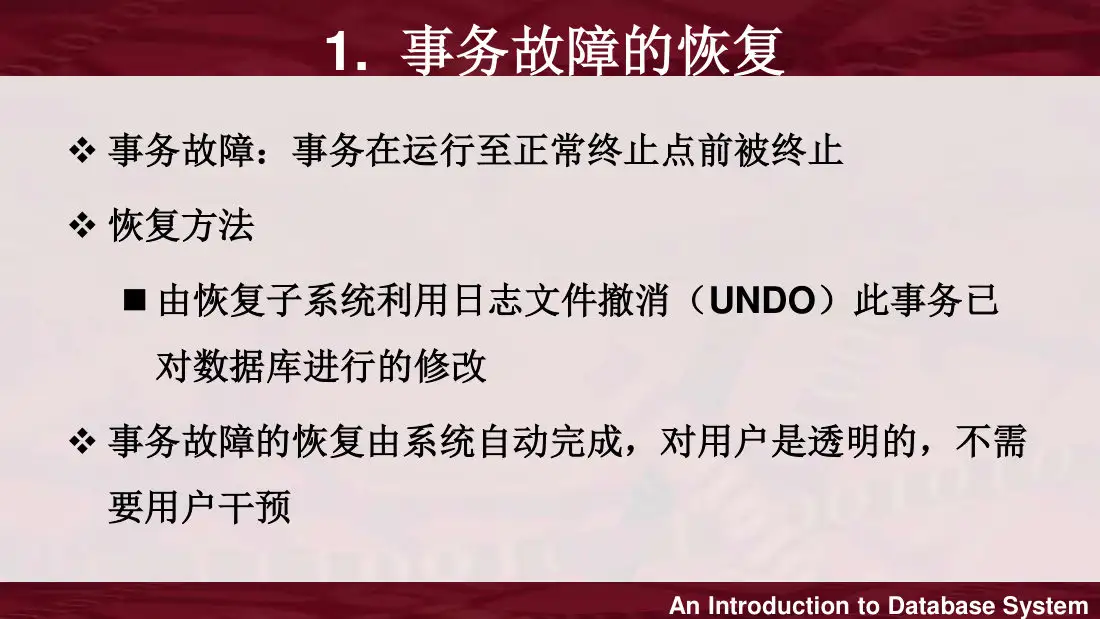 1. 事务故障的恢复
❖ 事务故障：事务在运行至正常终止点前被终止
❖ 恢复方法
■ 由恢复子系统利用日志文件撤消（UNDO）此事务已
对数据库进行的修改
❖ 事务故障的恢复由系统自动完成，对用户是透明的，不需
要用户干预
An Introduction to Database System